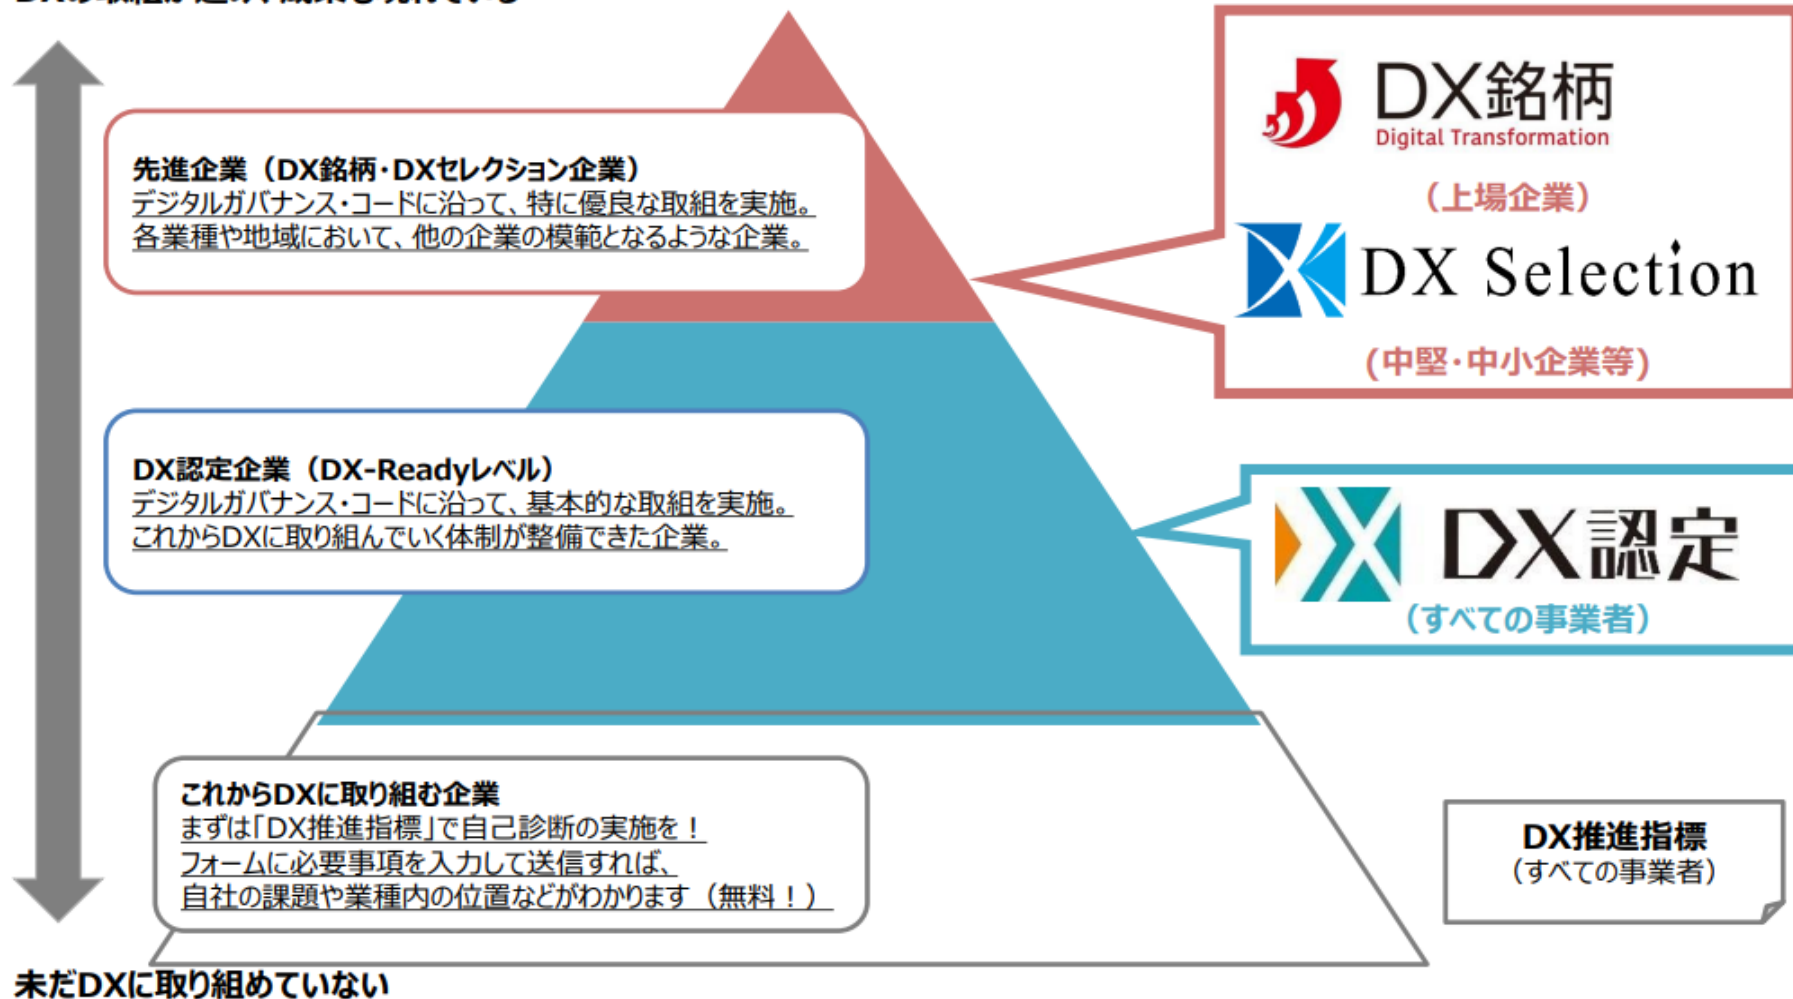 先進企業（DX銘柄・DXセレクション企業）
デジタルガバナンス・コードに沿って、特に優良な取組を実施。
各業種や地域において、他の企業の模範となるような企業。
DX銘柄
Digital Transformation
（上場企業）
DX Selection
(中堅・中小企業等)
DX認定企業（DX-Readyレベル）
デジタルガバナンス・コードに沿って、基本的な取組を実施。
これからDXに取り組んでいく体制が整備できた企業。
DX認定
（すべての事業者）
これからDXに取り組む企業
まずは「DX推進指標」で自己診断の実施を！
フォームに必要事項を入力して送信すれば、
自社の課題や業種内の位置などがわかります（無料！）
DX推進指標
（すべての事業者）
未だDXに取り組めていない